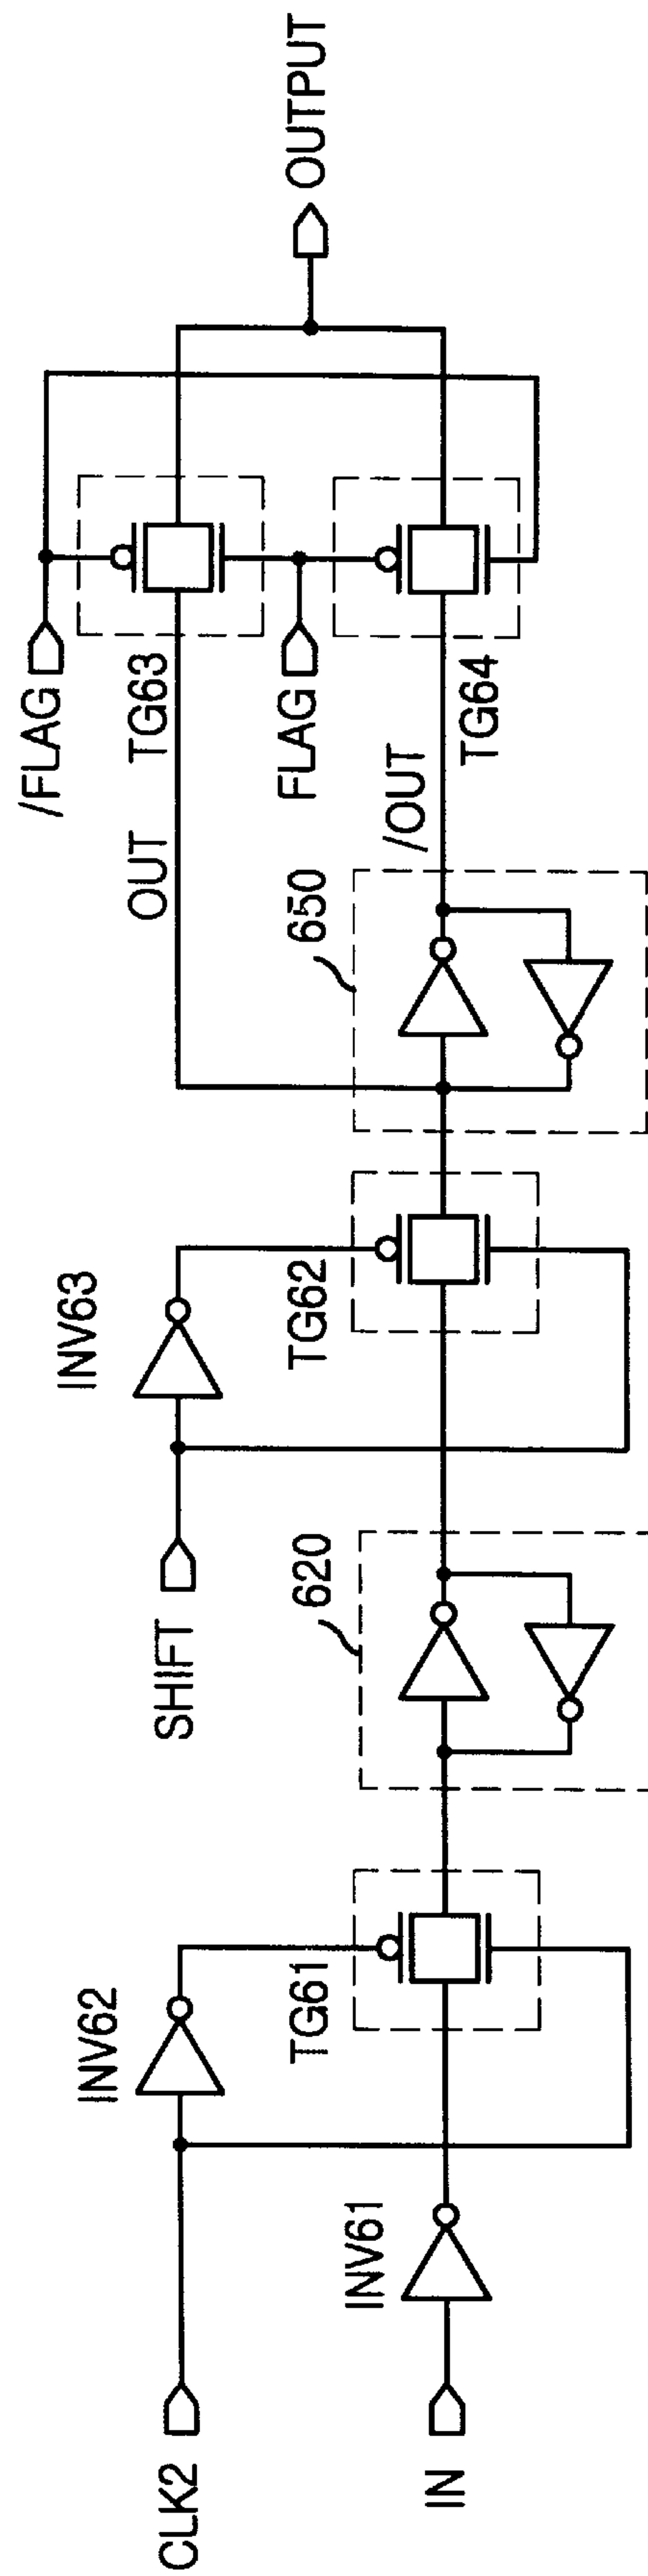 CLK2
IN
INV61
INV62
TG61
620
SHIFT
INV63
TG62
650
OUT
/OUT
/FLAG
TG63
FLAG
TG64
OUTPUT